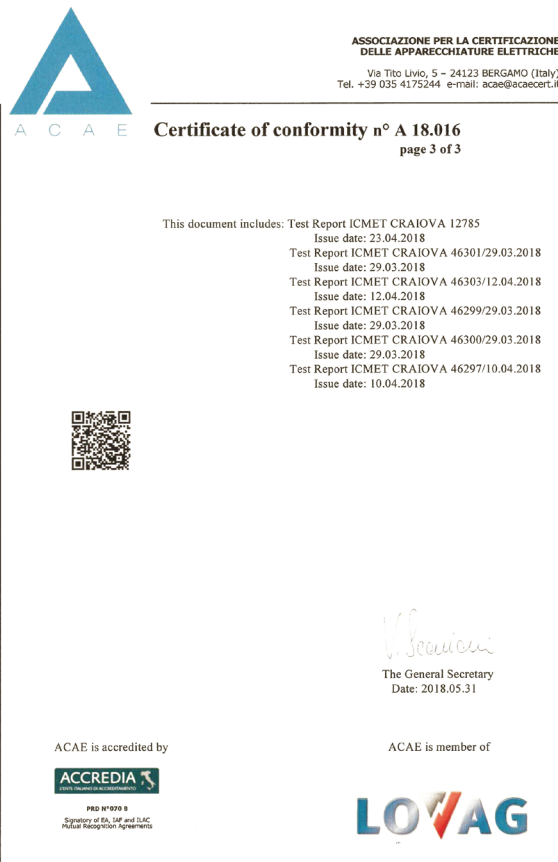 ASSOCIAZIONE PER LA CERTIFICAZIONE
DELLE APPARECCHIATURE ELETTRICHE
Via Tito Livio, 5 – 24123 BERGAMO (Italy)
Tel. +39 035 4175244 e-mail: acae@acaecert.it
ACAE
Certificate of conformity n° A 18.016
page 3 of 3
This document includes: Test Report ICMET CRAIOVA 12785
Issue date: 23.04.2018
Test Report ICMET CRAIOVA 46301/29.03.2018
Issue date: 29.03.2018
Test Report ICMET CRAIOVA 46303/12.04.2018
Issue date: 12.04.2018
Test Report ICMET CRAIOVA 46299/29.03.2018
Issue date: 29.03.2018
Test Report ICMET CRAIOVA 46300/29.03.2018
Issue date: 29.03.2018
Test Report ICMET CRAIOVA 46297/10.04.2018
Issue date: 10.04.2018
The General Secretary
Date: 2018.05.31
ACAE is accredited by
ACAE is member of
ACCREDIA
L'ENTE ITALIANO DI ACCREDITAMENTO
PRD N°070 B
Signatory of EA, IAF and ILAC
Mutual Recognition Agreements
LOVAG